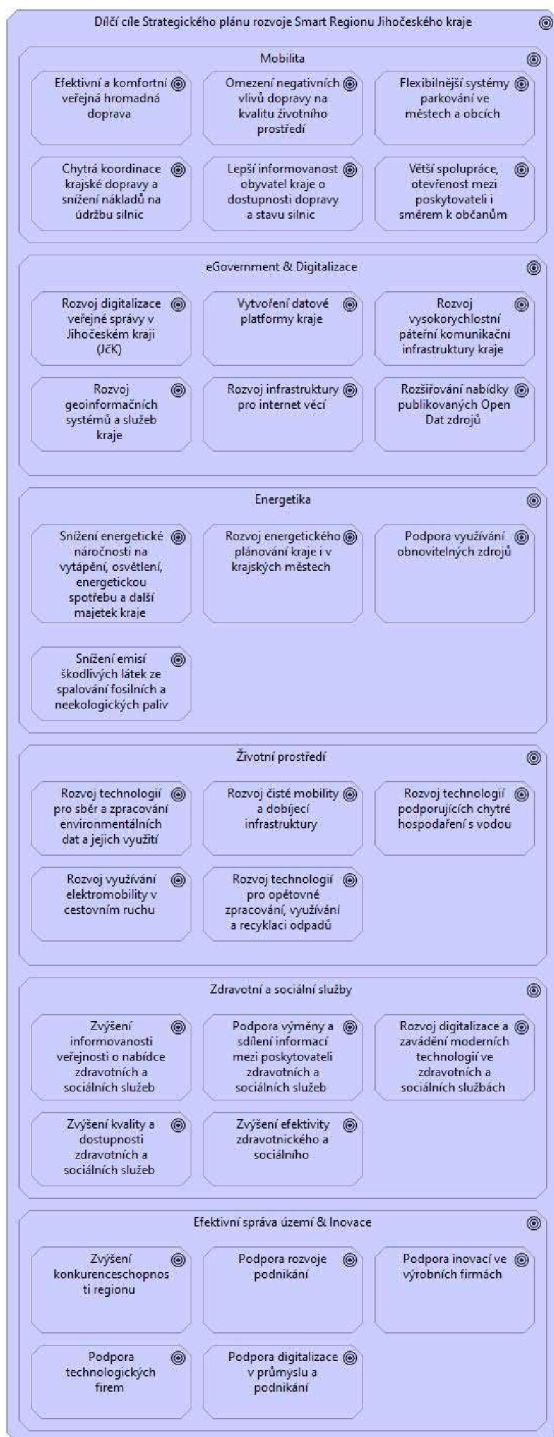 Dílčí cíle Strategického plánu rozvoje Smart Regionu Jihočeského kraje
Mobilita
Efektivní a komfortní
veřejná hromadná
doprava
Omezení negativních
vlivů dopravy na
kvalitu životního
prostředí
Flexibilnější systémy
parkování ve
městech a obcích
Chytrá koordinace
krajské dopravy a
snížení nákladů na
údržbu silnic
Lepší informovanost
obyvatel kraje o
dostupnosti dopravy
a stavu silnic
Větší spolupráce,
otevřenost mezi
poskytovateli i
směrem k občanům
eGovernment & Digitalizace
Rozvoj digitalizace
veřejné správy v
Jihočeském kraji
(JčK)
Vytvoření datové
platformy kraje
Rozvoj
vysokorychlostní
páteřní komunikační
infrastruktury kraje
Rozvoj
geoinformačních
systémů a služeb
kraje
Rozvoj infrastruktury
pro internet věcí
Rozšiřování nabídky
publikovaných Open
Dat zdrojů
Energetika
Snížení energetické
náročnosti na
vytápění, osvětlení,
energetickou
spotřebu a další
majetek kraje
Rozvoj energetického
plánování kraje i v
krajských městech
Podpora využívání
obnovitelných zdrojů
Snížení emisí
škodlivých látek ze
spalování fosilních a
neekologických paliv
Životní prostředí
Rozvoj technologií
pro sběr a zpracování
environmentálních
dat a jejich využití
Rozvoj čisté mobility
a dobíjecí
infrastruktury
Rozvoj technologií
podporujících chytré
hospodaření s vodou
Rozvoj využívání
elektromobility v
cestovním ruchu
Rozvoj technologií
pro opětovné
zpracování, využívání
a recyklaci odpadů
Zdravotní a sociální služby
Zvýšení
informovanosti
veřejnosti o nabídce
zdravotních a
sociálních služeb
Podpora výměny a
sdílení informací
mezi poskytovateli
zdravotních a
sociálních služeb
Rozvoj digitalizace a
zavádění moderních
technologií ve
zdravotních a
sociálních službách
Zvýšení kvality a
dostupnosti
zdravotních a
sociálních služeb
Zvýšení efektivity
zdravotnického a
sociálního
Efektivní správa území & Inovace
Zvýšení
konkurenceschopnos
ti regionu
Podpora rozvoje
podnikání
Podpora inovací ve
výrobních firmách
Podpora
technologických
firem
Podpora digitalizace
v průmyslu a
podnikání